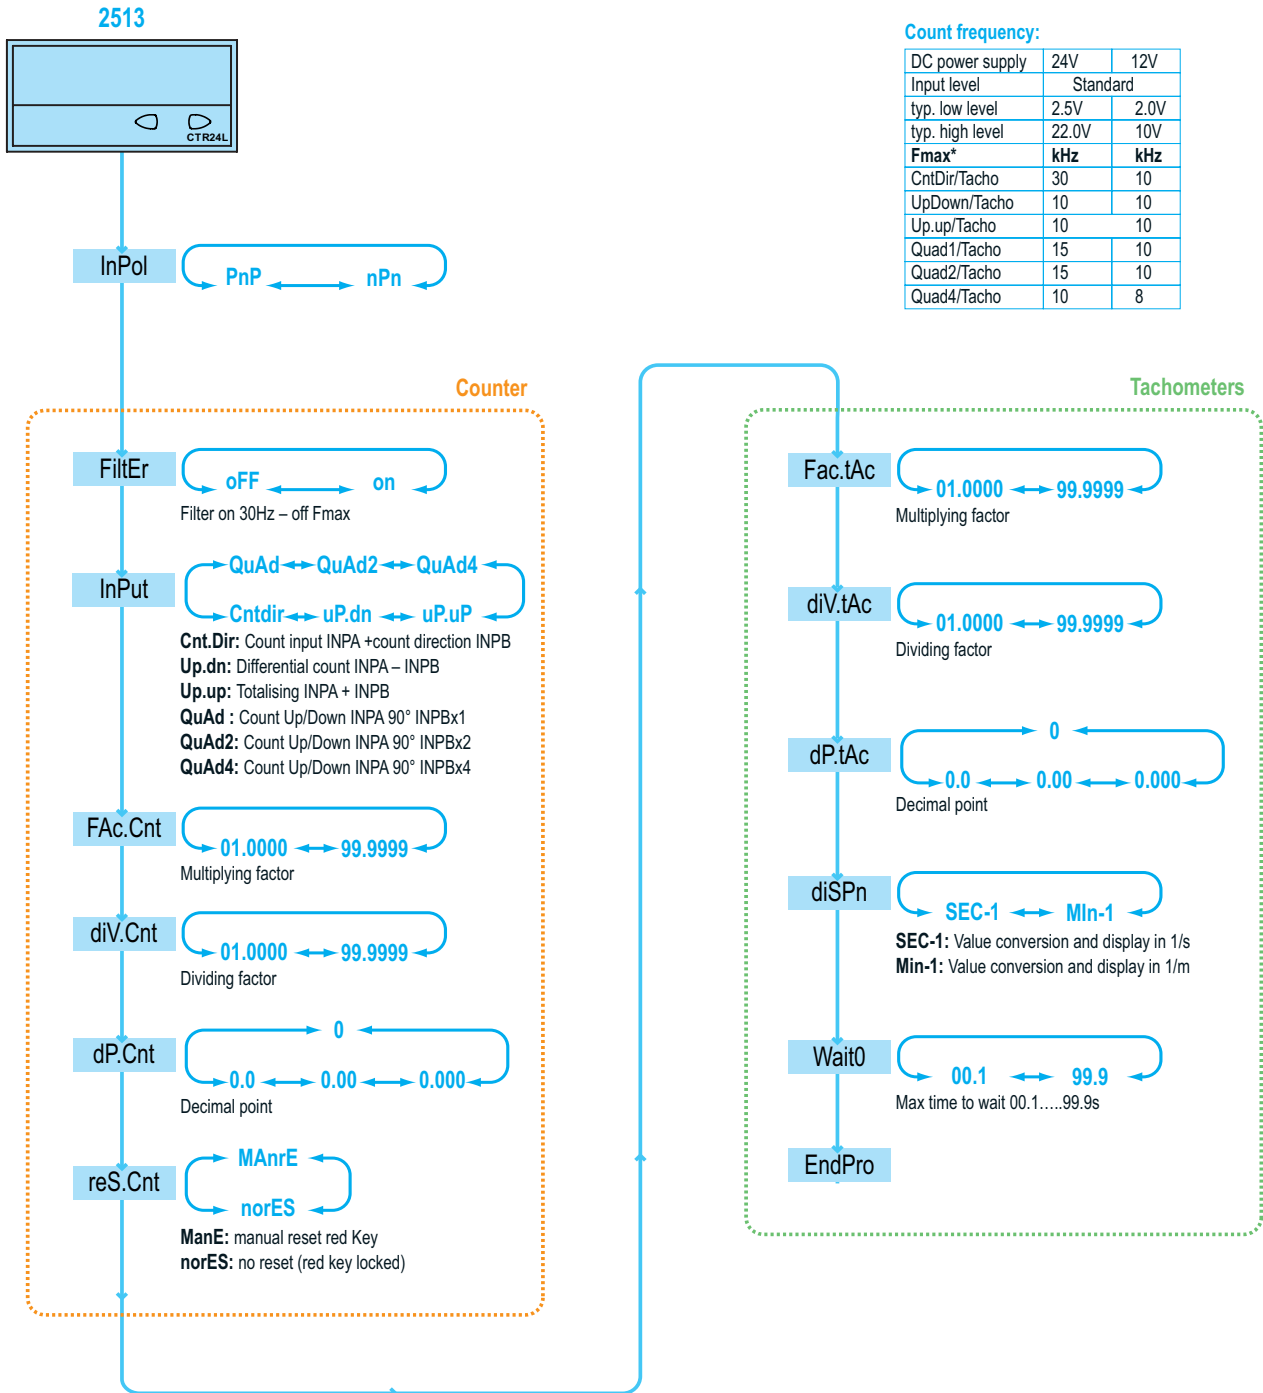 2513
CTR24L
Count frequency:
DC power supply 24V 12V
Input level Standard
typ. low level 2.5V 2.0V
typ. high level 22.0V 10V
Fmax* kHz kHz
CntDir/Tacho 30 10
UpDown/Tacho 10 10
Up.up/Tacho 10 10
Quad1/Tacho 15 10
Quad2/Tacho 15 10
Quad4/Tacho 10 8
InPol
PnP nPn
Counter
FiltEr
oFF on
Filter on 30Hz – off Fmax
InPut
QuAd QuAd2 QuAd4
Cntdir uP.dn uP.uP
Cnt.Dir: Count input INPA +count direction INPB
Up.dn: Differential count INPA – INPB
Up.up: Totalising INPA + INPB
QuAd : Count Up/Down INPA 90° INPBx1
QuAd2: Count Up/Down INPA 90° INPBx2
QuAd4: Count Up/Down INPA 90° INPBx4
FAc.Cnt
01.0000 99.9999
Multiplying factor
diV.Cnt
01.0000 99.9999
Dividing factor
dP.Cnt
0
0.0 0.00 0.000
Decimal point
reS.Cnt
MAnrE
norES
ManE: manual reset red Key
norES: no reset (red key locked)
Tachometers
Fac.tAc
01.0000 99.9999
Multiplying factor
diV.tAc
01.0000 99.9999
Dividing factor
dP.tAc
0
0.0 0.00 0.000
Decimal point
diSPn
SEC-1 MIn-1
SEC-1: Value conversion and display in 1/s
Min-1: Value conversion and display in 1/m
Wait0
00.1 99.9
Max time to wait 00.1.....99.9s
EndPro